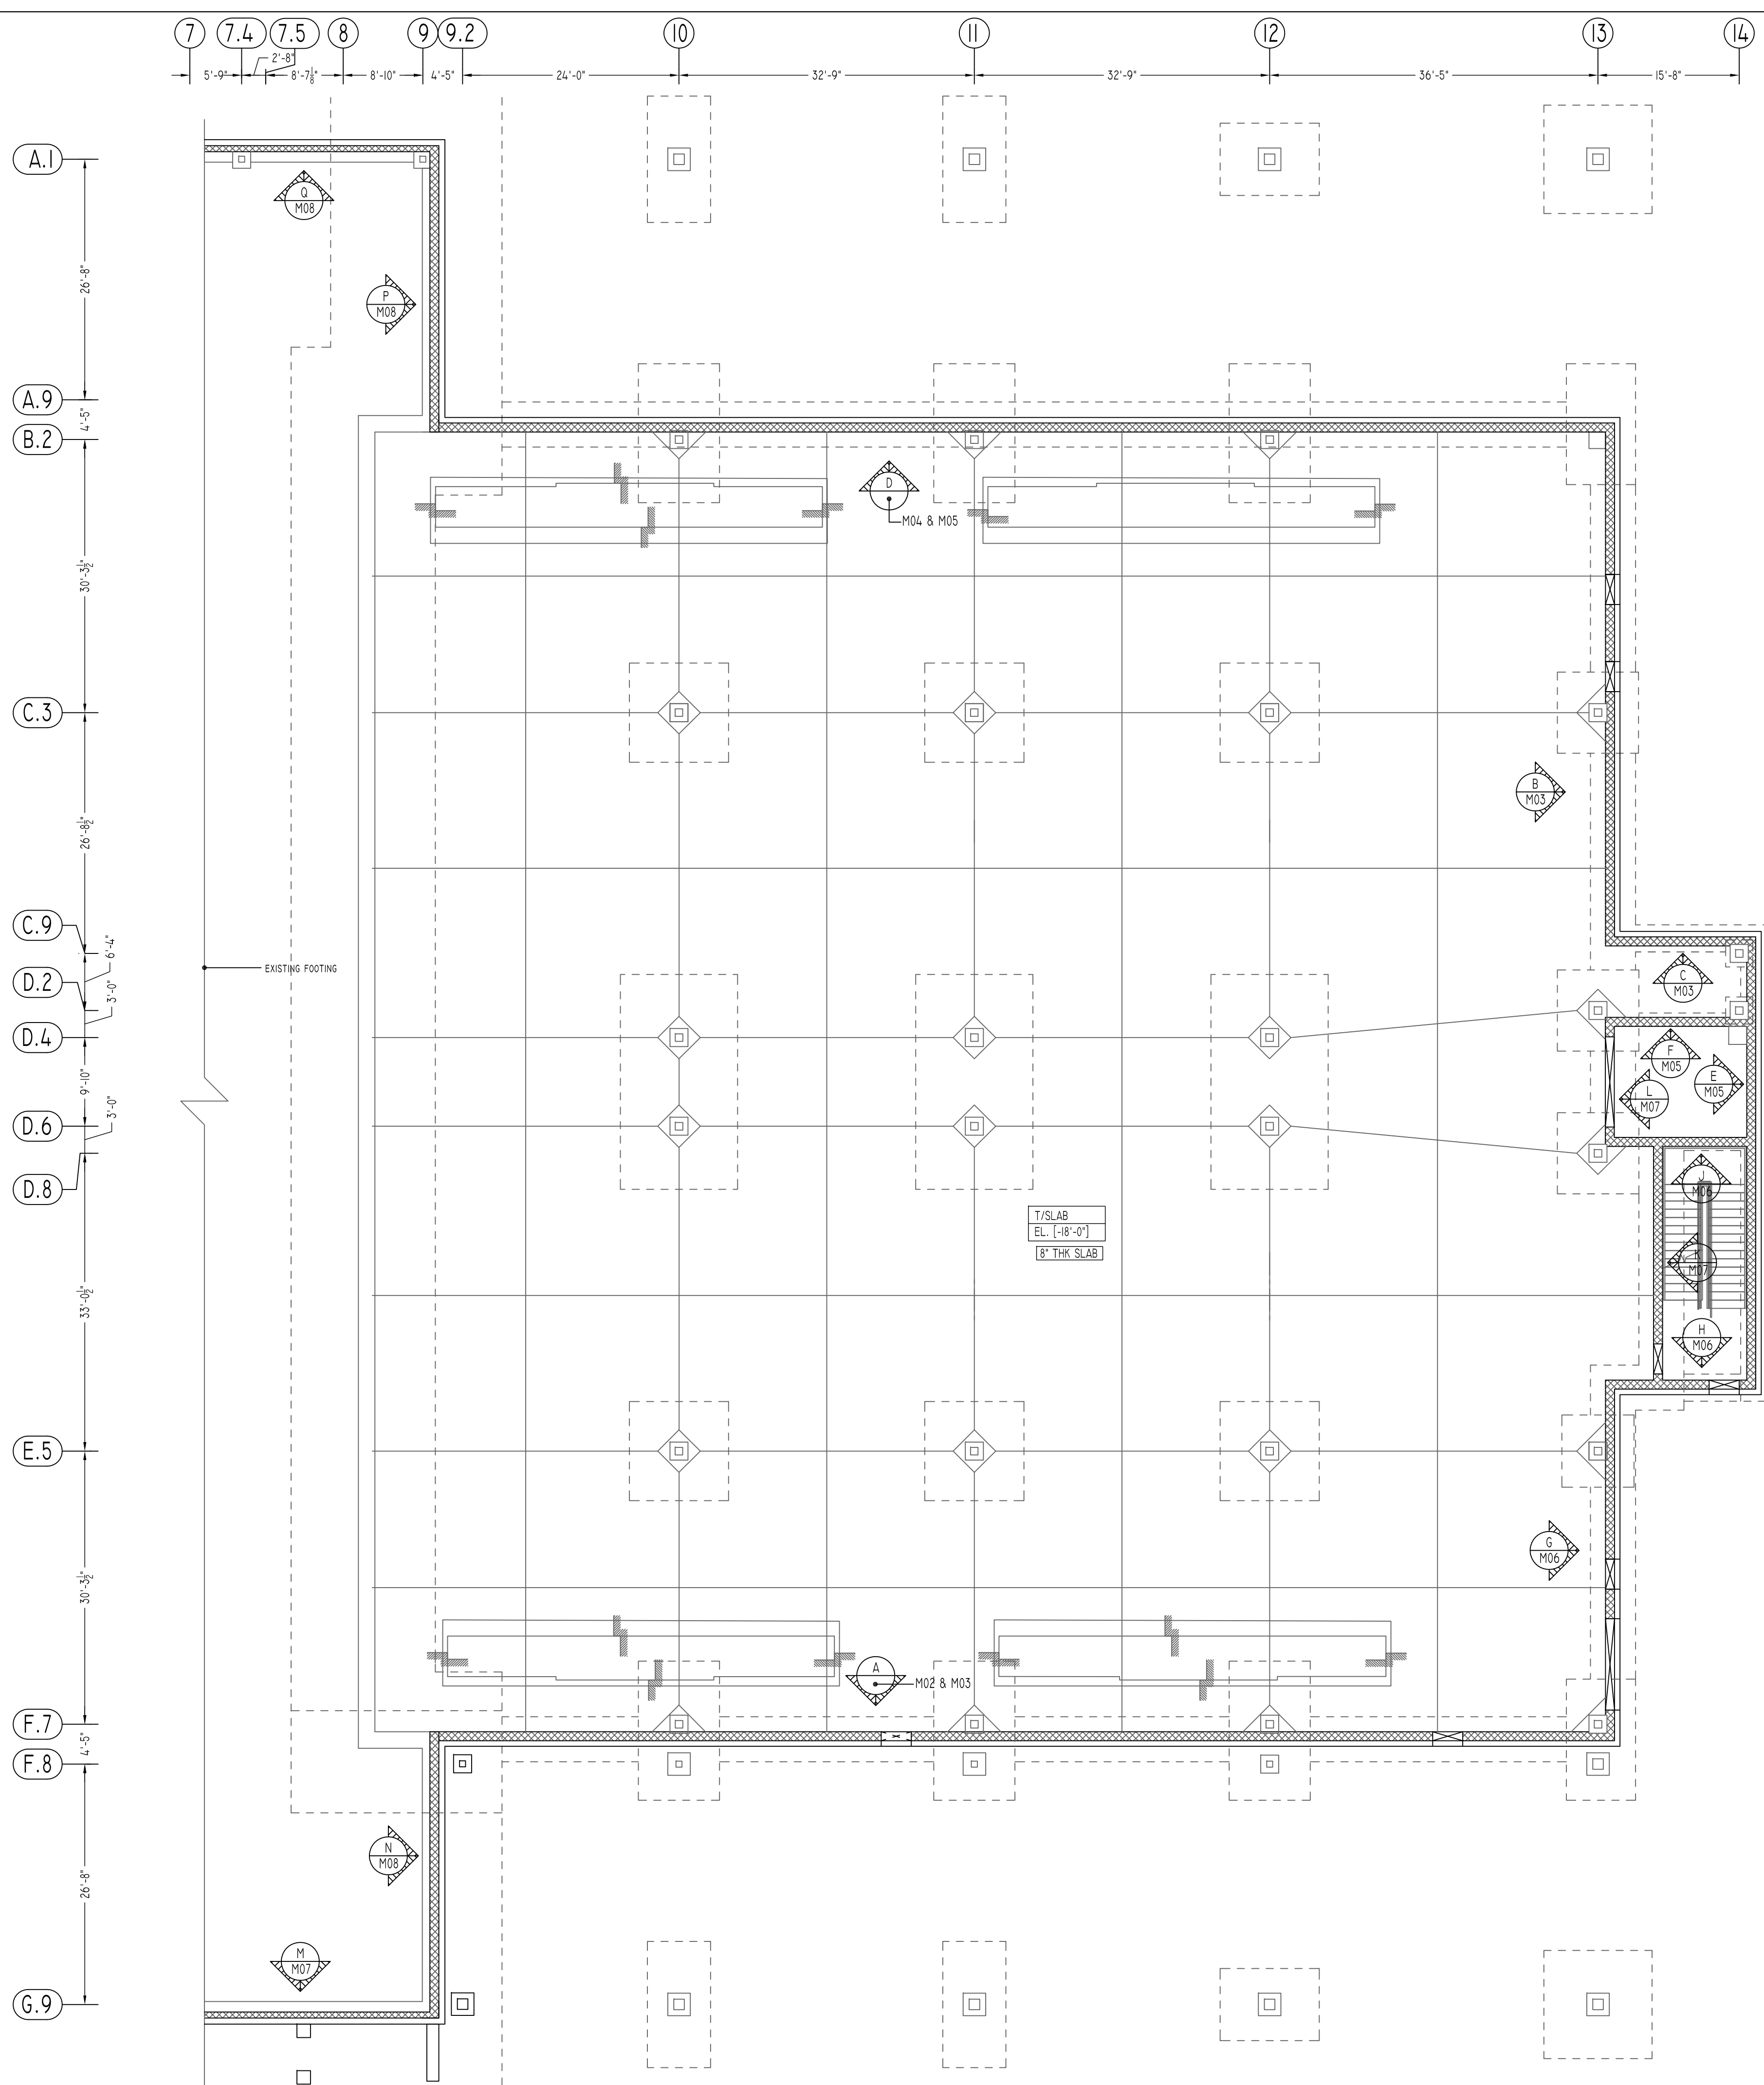 7 7.4 7.5 8 9 9.2 10 11 12 13 14
5'-9" 2'-8" 8'-7⅛" 8'-10" 4'-5" 24'-0" 32'-9" 32'-9" 36'-5" 15'-8"
A.1
Q
M08
26'-8"
P
M08
A.9
4'-5"
B.2
D
M04 & M05
30'-3½"
C.3
B
M03
26'-8½"
C.9
6'-4"
EXISTING FOOTING
D.2
C
M03
3'-0"
D.4
F
M05
E
M05
L
M07
9'-10"
3'-0"
D.6
D.8
J
M06
T/SLAB
EL. [-18'-0"]
8" THK SLAB
K
M07
33'-0½"
H
M06
E.5
G
M06
30'-3½"
A
M02 & M03
F.7
4'-5"
F.8
N
M08
26'-8"
M
M07
G.9